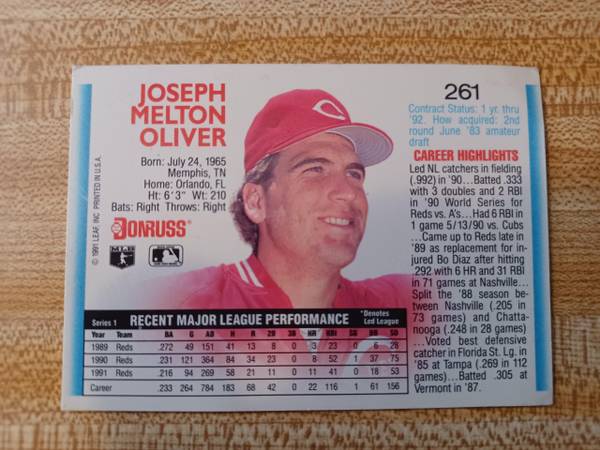 JOSEPH
MELTON
OLIVER
Born: July 24, 1965
Memphis, TN
Home: Orlando, FL
Ht: 6'3" Wt: 210
Bats: Right Throws: Right
DONRUSS
MLB
© 1991 LEAF, INC. PRINTED IN U.S.A.
C
261
Contract Status: 1 yr. thru
'92. How acquired: 2nd
round June '83 amateur
draft
CAREER HIGHLIGHTS
Led NL catchers in fielding
(.992) in '90...Batted .333
with 3 doubles and 2 RBI
in '90 World Series for
Reds vs. A's...Had 6 RBI in
1 game 5/13/90 vs. Cubs
...Came up to Reds late in
'89 as replacement for in-
jured Bo Diaz after hitting
.292 with 6 HR and 31 RBI
in 71 games at Nashville...
Split the '88 season be-
tween Nashville (.205 in
73 games) and Chatta-
nooga (.248 in 28 games)
...Voted best defensive
catcher in Florida St. Lg. in
'85 at Tampa (.269 in 112
games)...Batted .305 at
Vermont in '87.
Series 1 RECENT MAJOR LEAGUE PERFORMANCE *Denotes Led League
Year Team BA G AB H R 2B 3B HR RBI SB BB SO
1989 Reds .272 49 151 41 13 8 0 3 23 0 6 28
1990 Reds .231 121 364 84 34 23 0 8 52 1 37 75
1991 Reds .216 94 269 58 21 11 0 11 41 0 18 53
Career .233 264 784 183 68 42 0 22 116 1 61 156